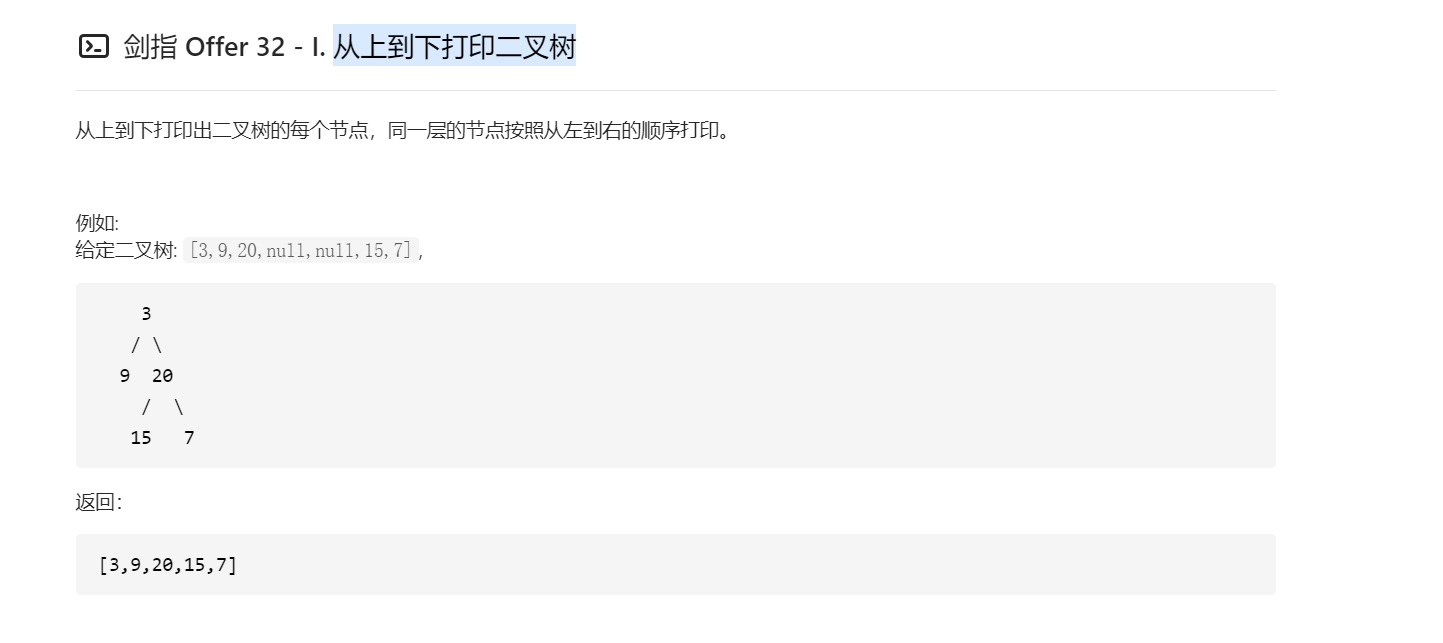 剑指 Offer 32 - I. 从上到下打印二叉树
从上到下打印出二叉树的每个节点，同一层的节点按照从左到右的顺序打印。
例如:
给定二叉树: [3,9,20,null,null,15,7],
3
/ \
9  20
/  \
15   7
返回：
[3,9,20,15,7]